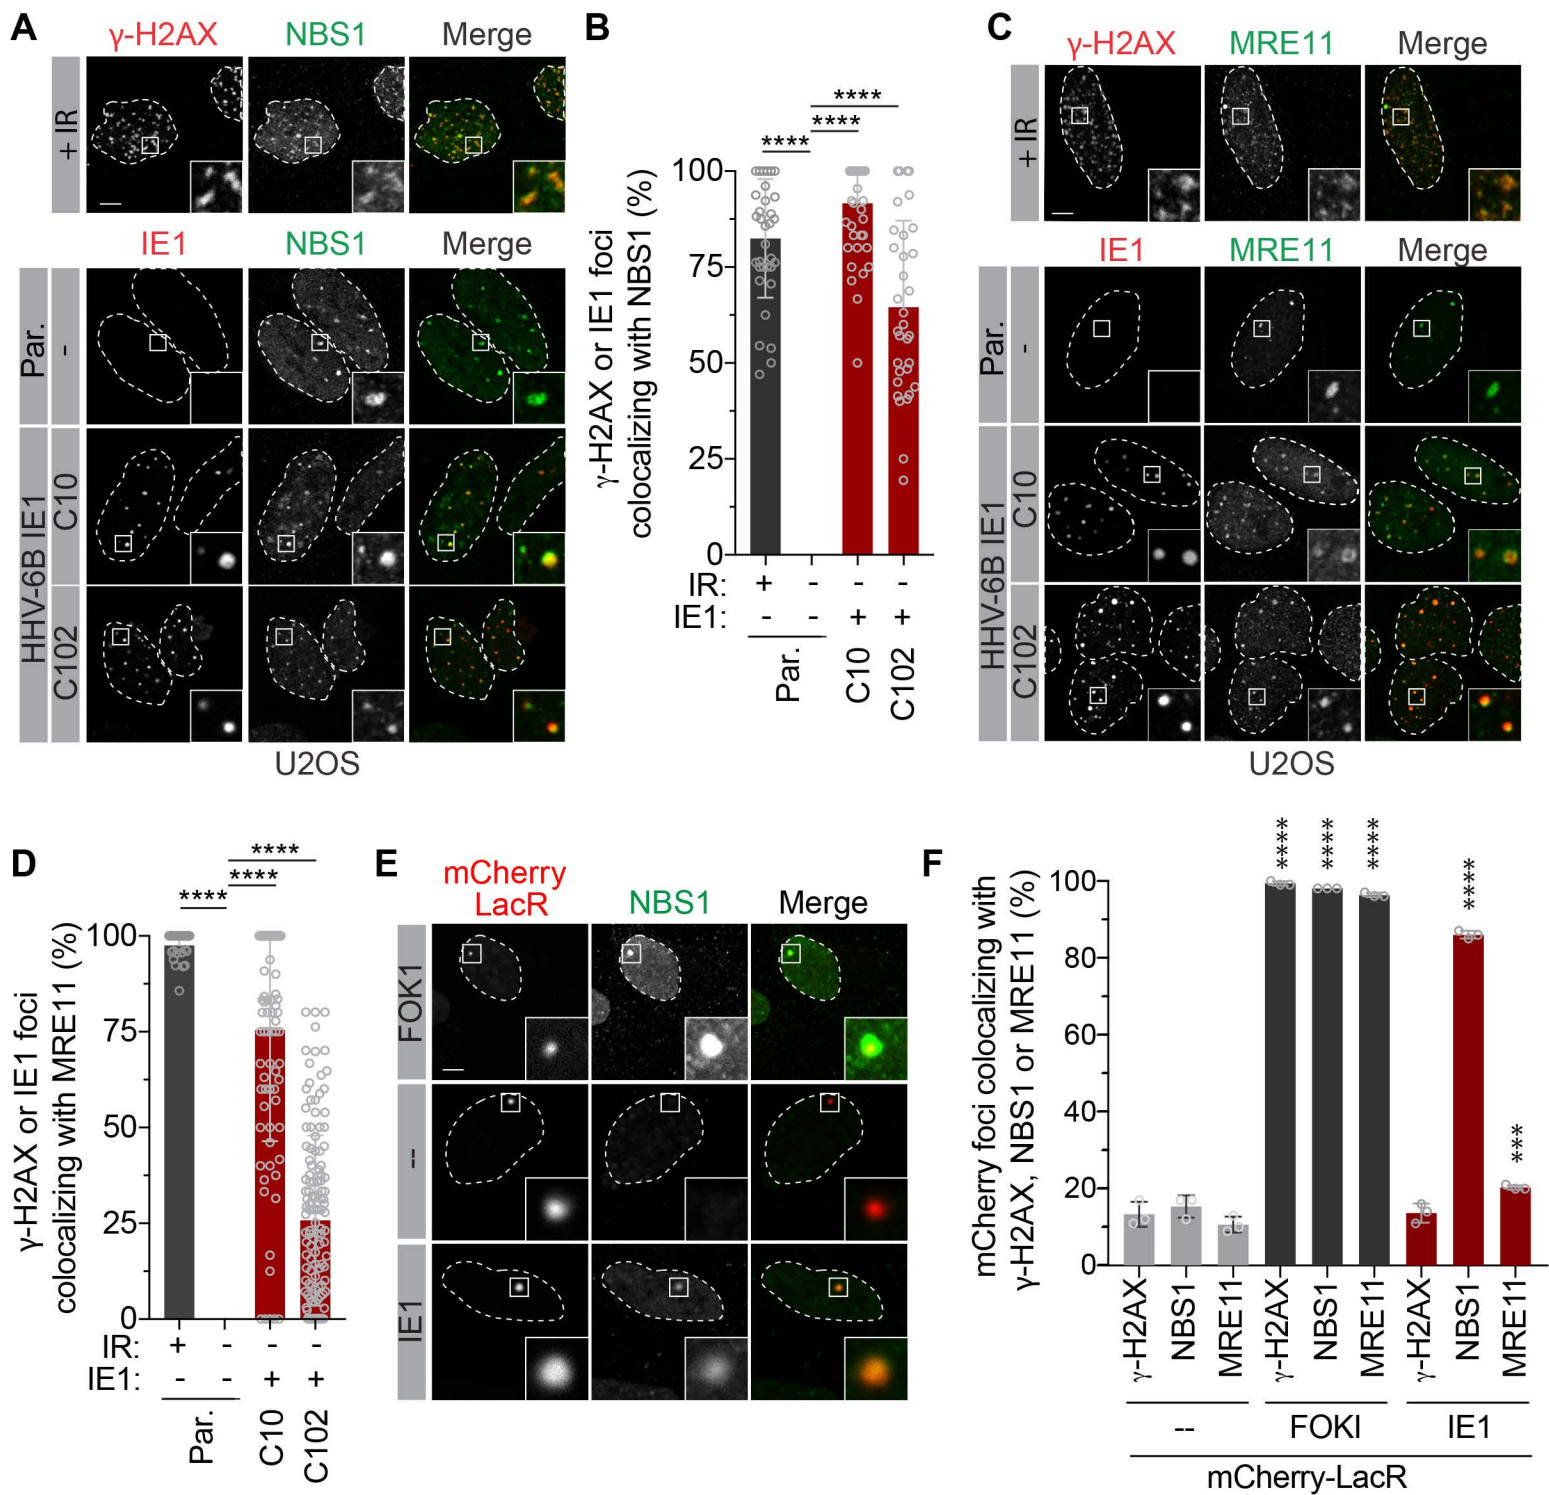 A
γ-H2AX NBS1 Merge
+ IR
IE1 NBS1 Merge
Par.
-
HHV-6B IE1
C10
C102
U2OS
B
γ-H2AX or IE1 foci
colocalizing with NBS1 (%)
****
****
****
100
75
50
25
0
IR: + - - -
IE1: - - + +
Par. C10 C102
C
γ-H2AX MRE11 Merge
+ IR
IE1 MRE11 Merge
Par.
-
HHV-6B IE1
C10
C102
U2OS
D
γ-H2AX or IE1 foci
colocalizing with MRE11 (%)
****
****
****
100
75
50
25
0
IR: + - - -
IE1: - - + +
Par. C10 C102
E
mCherry
LacR NBS1 Merge
FOK1
--
IE1
F
mCherry foci colocalizing with
γ-H2AX, NBS1 or MRE11 (%)
100
80
60
40
20
0
**** **** **** **** ***
γ-H2AX NBS1 MRE11 γ-H2AX NBS1 MRE11 γ-H2AX NBS1 MRE11
-- FOKI IE1
mCherry-LacR